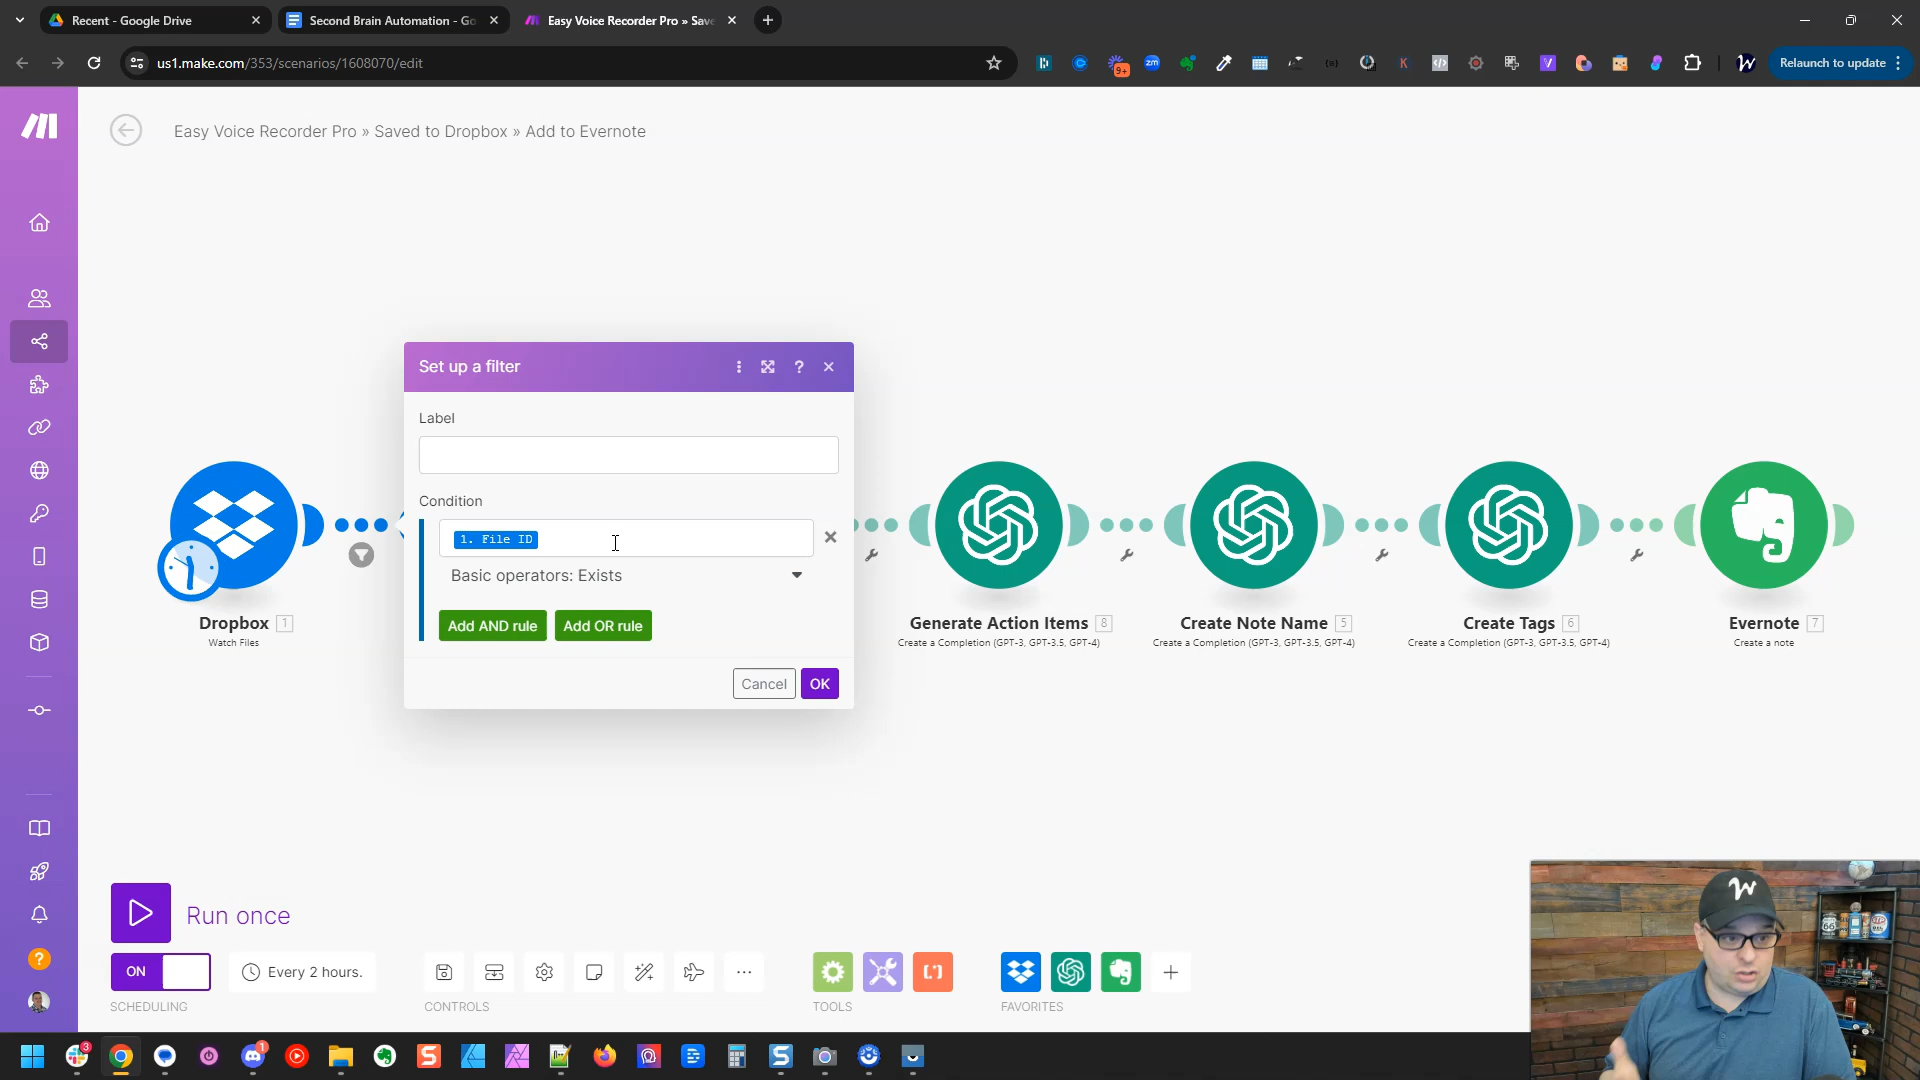 Recent - Google Drive
Second Brain Automation - Go
Easy Voice Recorder Pro » Save
us1.make.com/353/scenarios/1608070/edit
9+
zm
K
V
Relaunch to update
Easy Voice Recorder Pro » Saved to Dropbox » Add to Evernote
Set up a filter
?
Label
Condition
1. File ID
Basic operators: Exists
Add AND rule
Add OR rule
Cancel
OK
Dropbox 1
Watch Files
Generate Action Items 8
Create a Completion (GPT-3, GPT-3.5, GPT-4)
Create Note Name 5
Create a Completion (GPT-3, GPT-3.5, GPT-4)
Create Tags 6
Create a Completion (GPT-3, GPT-3.5, GPT-4)
Evernote 7
Create a note
Run once
ON
Every 2 hours.
SCHEDULING
CONTROLS
TOOLS
FAVORITES
?
3
1